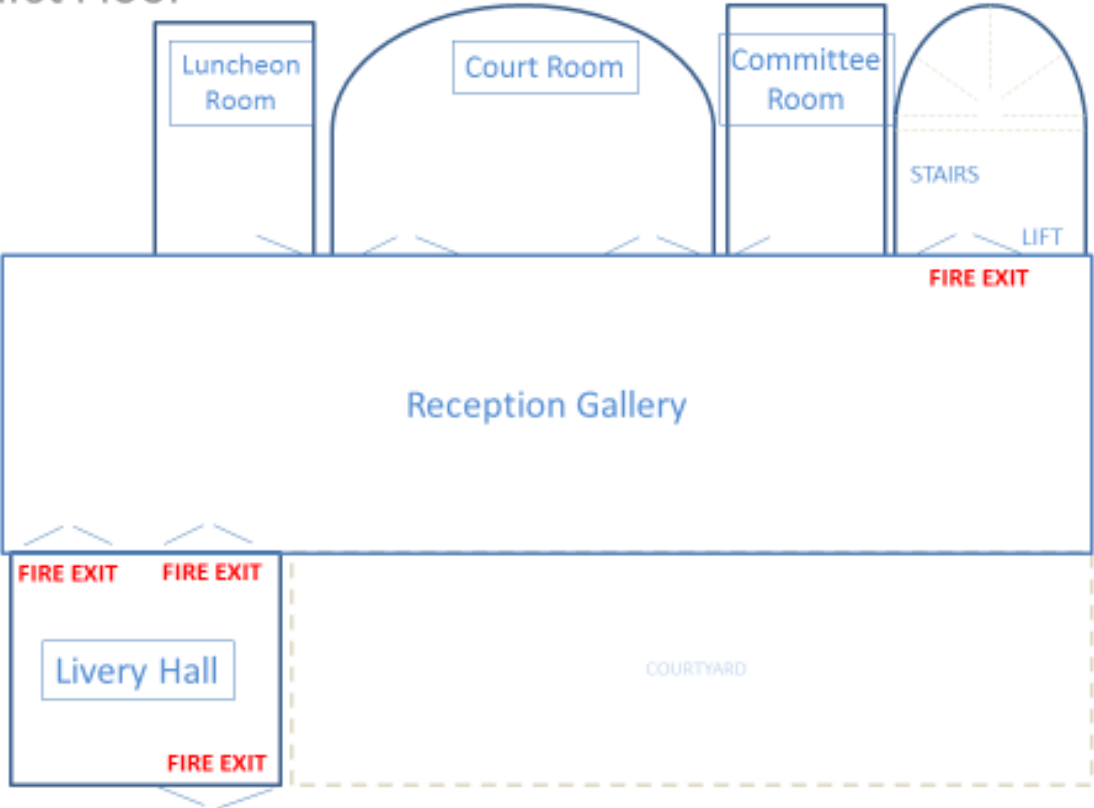 Luncheon
Room
Court Room
Committee
Room
STAIRS
LIFT
FIRE EXIT
Reception Gallery
FIRE EXIT
FIRE EXIT
Livery Hall
COURTYARD
FIRE EXIT